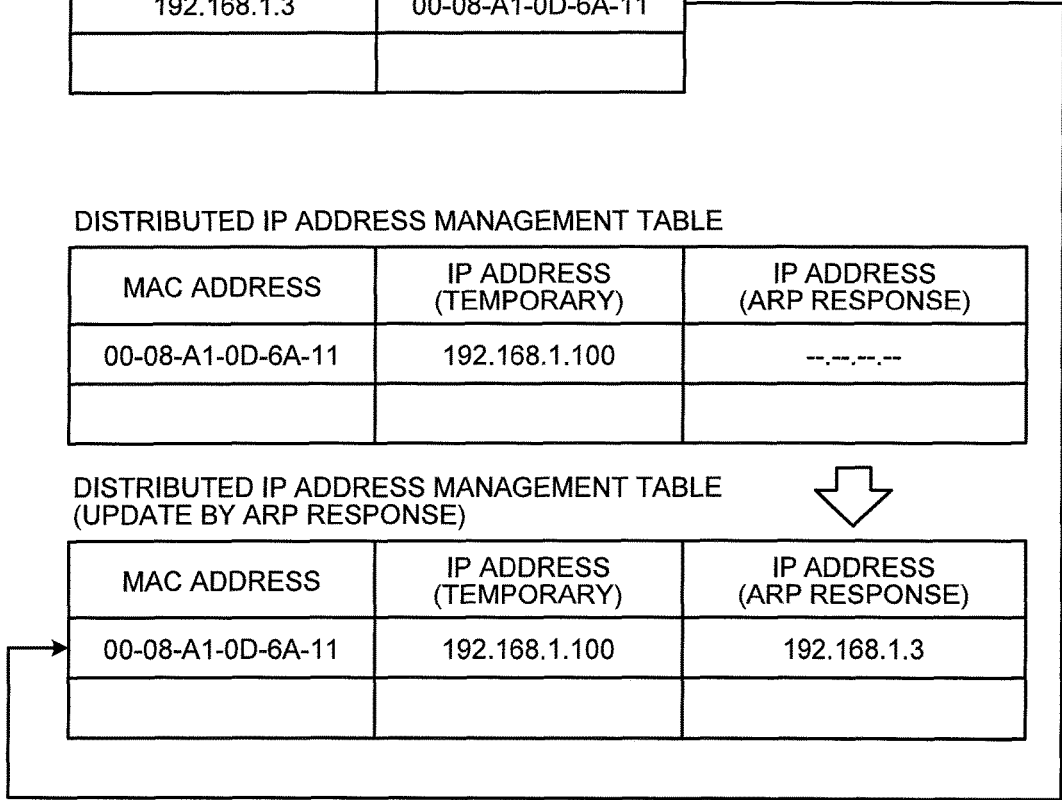 192.168.1.3 00-08-A1-0D-6A-11
DISTRIBUTED IP ADDRESS MANAGEMENT TABLE
MAC ADDRESS IP ADDRESS (TEMPORARY) IP ADDRESS (ARP RESPONSE)
00-08-A1-0D-6A-11 192.168.1.100 --.--.--.--
DISTRIBUTED IP ADDRESS MANAGEMENT TABLE
(UPDATE BY ARP RESPONSE)
MAC ADDRESS IP ADDRESS (TEMPORARY) IP ADDRESS (ARP RESPONSE)
00-08-A1-0D-6A-11 192.168.1.100 192.168.1.3